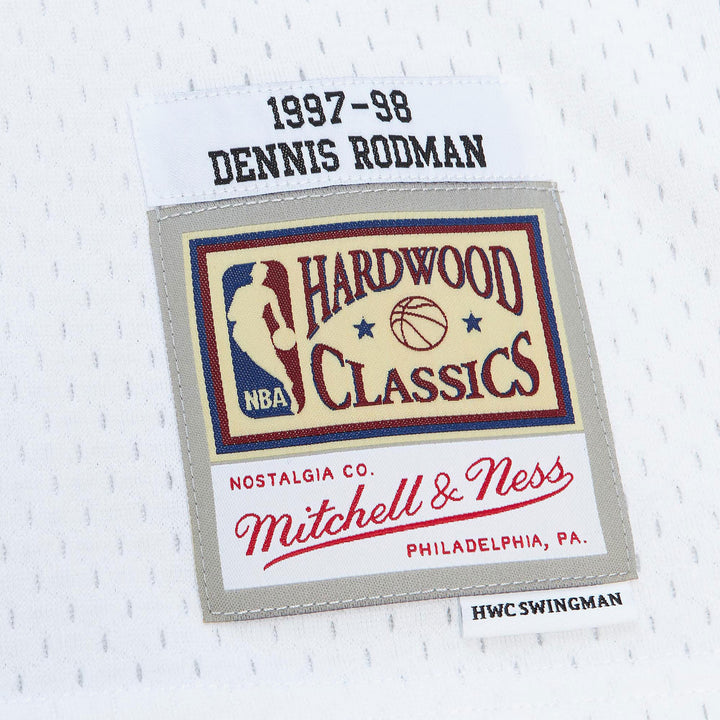 1997-98
DENNIS RODMAN
HARDWOOD
CLASSICS
NBA
NOSTALGIA CO.
Mitchell & Ness
PHILADELPHIA, PA.
HWC SWINGMAN